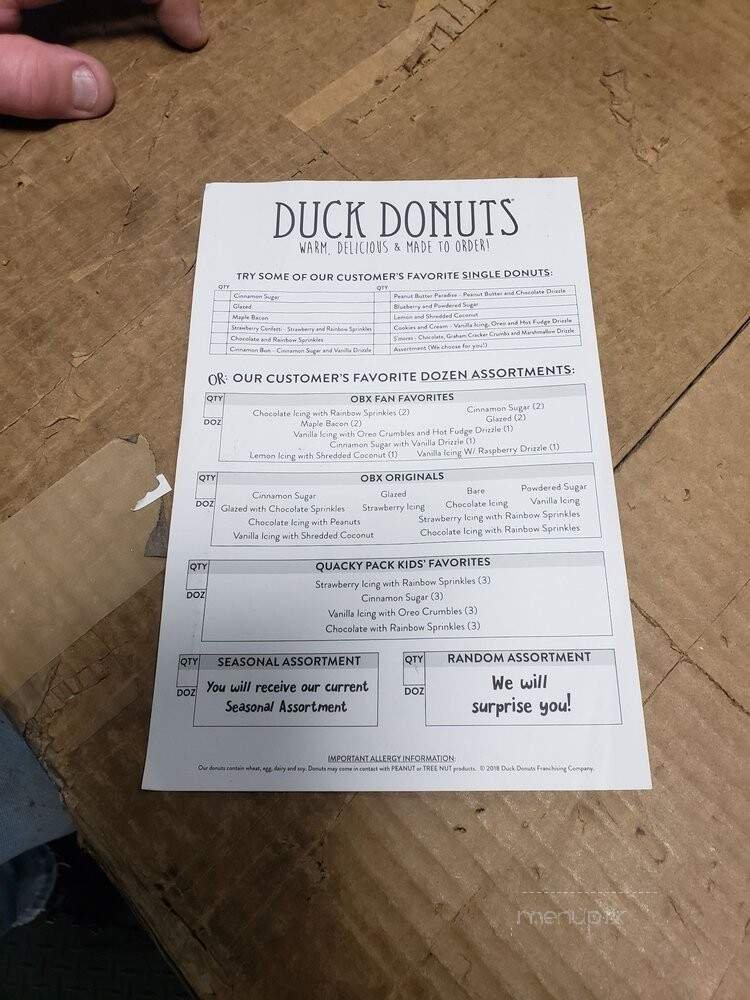 DUCK DONUTS
WARM, DELICIOUS & MADE TO ORDER!
TRY SOME OF OUR CUSTOMER'S FAVORITE SINGLE DONUTS:
QTY QTY
Cinnamon Sugar Peanut Butter Paradise - Peanut Butter and Chocolate Drizzle
Glazed Blueberry and Powdered Sugar
Maple Bacon Lemon and Shredded Coconut
Strawberry Confetti - Strawberry and Rainbow Sprinkles Cookies and Cream - Vanilla Icing, Oreo and Hot Fudge Drizzle
Chocolate and Rainbow Sprinkles S'mores - Chocolate, Graham Cracker Crumbs and Marshmallow Drizzle
Cinnamon Bun - Cinnamon Sugar and Vanilla Drizzle Assortment (We choose for you!)
OR: OUR CUSTOMER'S FAVORITE DOZEN ASSORTMENTS:
QTY OBX FAN FAVORITES
Chocolate Icing with Rainbow Sprinkles (2) Cinnamon Sugar (2)
DOZ Maple Bacon (2) Glazed (2)
Vanilla Icing with Oreo Crumbles and Hot Fudge Drizzle (1)
Cinnamon Sugar with Vanilla Drizzle (1)
Lemon Icing with Shredded Coconut (1) Vanilla Icing W/ Raspberry Drizzle (1)
QTY OBX ORIGINALS
Cinnamon Sugar Glazed Bare Powdered Sugar
DOZ Glazed with Chocolate Sprinkles Strawberry Icing Chocolate Icing Vanilla Icing
Chocolate Icing with Peanuts Strawberry Icing with Rainbow Sprinkles
Vanilla Icing with Shredded Coconut Chocolate Icing with Rainbow Sprinkles
QTY QUACKY PACK KIDS' FAVORITES
Strawberry Icing with Rainbow Sprinkles (3)
DOZ Cinnamon Sugar (3)
Vanilla Icing with Oreo Crumbles (3)
Chocolate with Rainbow Sprinkles (3)
QTY SEASONAL ASSORTMENT
DOZ You will receive our current
Seasonal Assortment
QTY RANDOM ASSORTMENT
DOZ We will
surprise you!
IMPORTANT ALLERGY INFORMATION:
Our donuts contain wheat, egg, dairy and soy. Donuts may come in contact with PEANUT or TREE NUT products. © 2018 Duck Donuts Franchising Company.
menupix